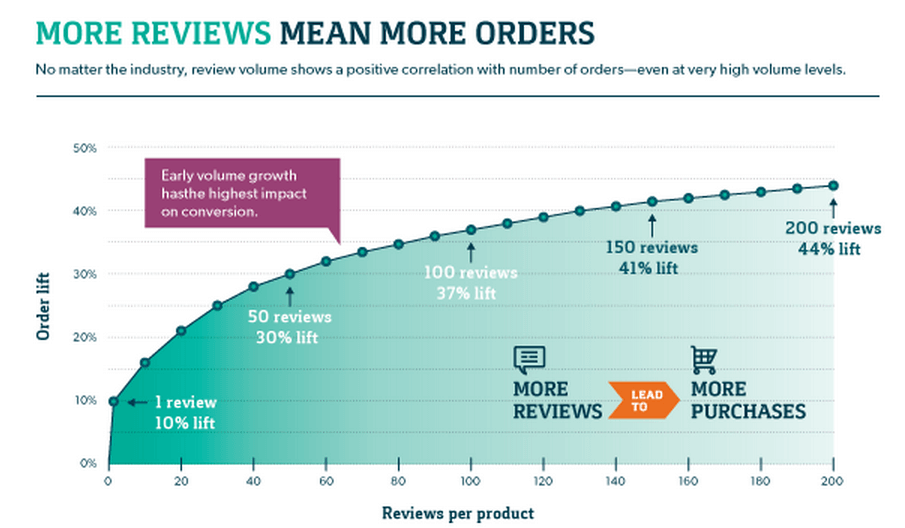 MORE REVIEWS MEAN MORE ORDERS
No matter the industry, review volume shows a positive correlation with number of orders—even at very high volume levels.
50%
40%
30%
20%
10%
0%
Order lift
Early volume growth
hasthe highest impact
on conversion.
1 review
10% lift
50 reviews
30% lift
100 reviews
37% lift
150 reviews
41% lift
200 reviews
44% lift
MORE
REVIEWS
LEAD
TO
MORE
PURCHASES
0 20 40 60 80 100 120 140 160 180 200
Reviews per product